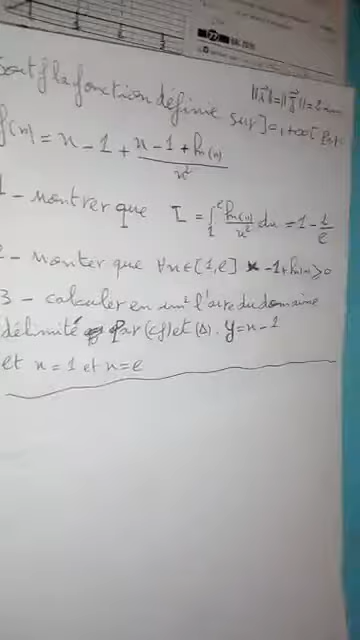 Soit f la fonction définie sur ]0, +∞[ par
||i|| = ||j|| = 2 cm
f(x) = x - 1 + (x - 1 + ln(x)) / x²
1 - montrer que I = ∫₁ᵉ ln(x)/x² dx = 1 - 2/e
2 - monter que ∀x∈[1,e] x - 1 + ln(x) ≥ 0
3 - calculer en cm² l'aire du domaine
délimité par (Cf) et (Δ). y = x - 1
et x = 1 et x = e